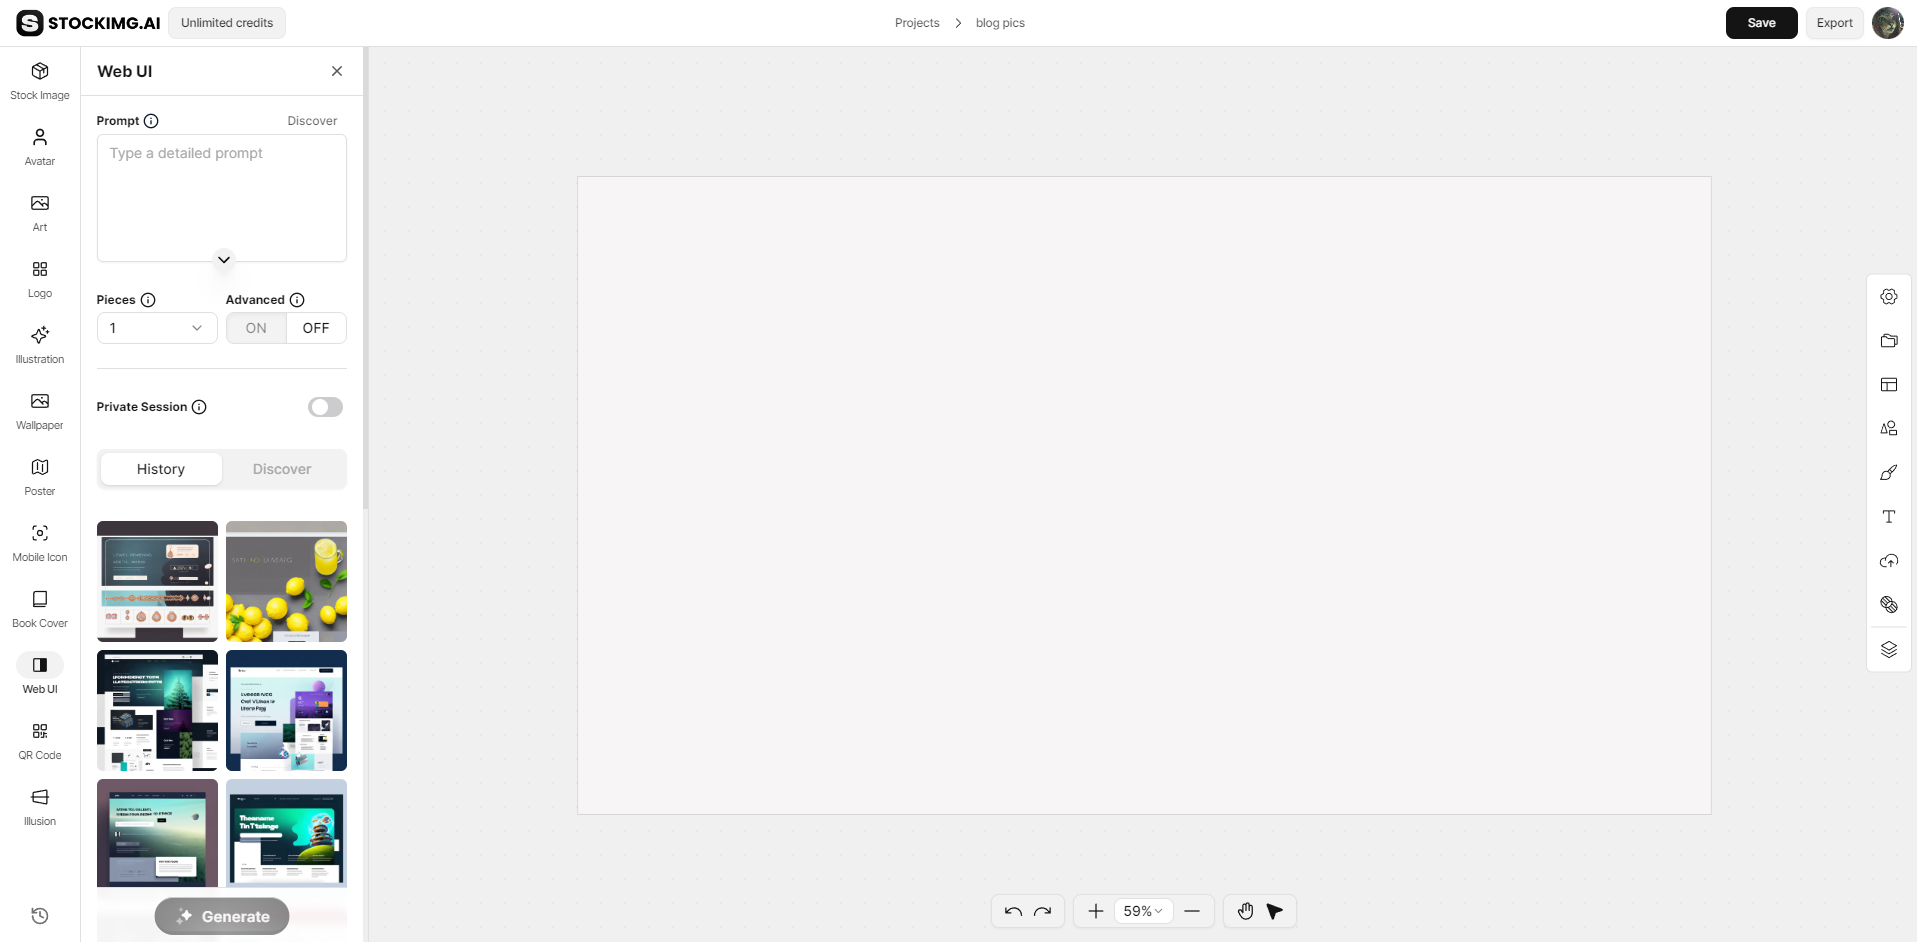 STOCKIMG.AI
Unlimited credits
Projects > blog pics
Save
Export
Stock Image
Avatar
Art
Logo
Illustration
Wallpaper
Poster
Mobile Icon
Book Cover
Web UI
QR Code
Illusion
Web UI
Prompt
Discover
Type a detailed prompt
Pieces
Advanced
1
ON
OFF
Private Session
History
Discover
Generate
59%